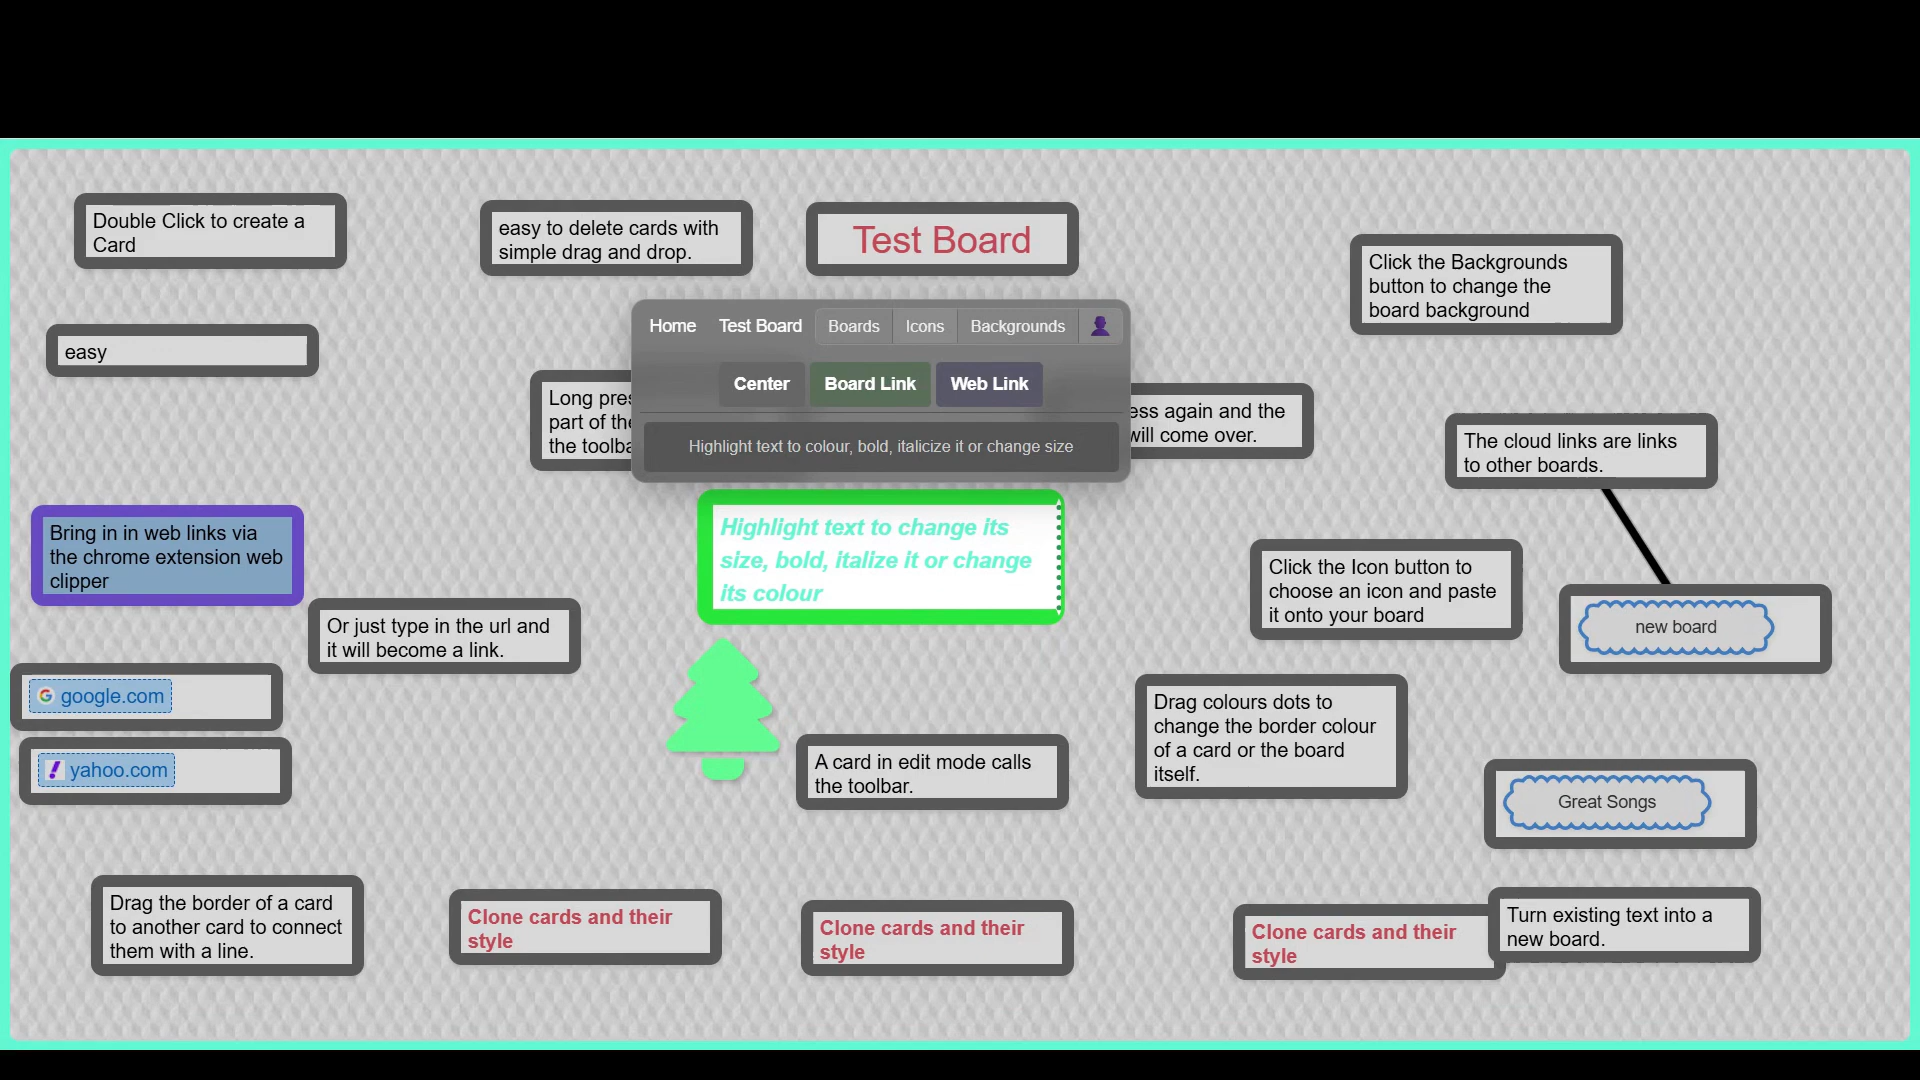 Double Click to create a
Card
easy to delete cards with
simple drag and drop.
Test Board
Click the Backgrounds
button to change the
board background
easy
Home Test Board Boards Icons Backgrounds
Center Board Link Web Link
Highlight text to colour, bold, italicize it or change size
Long
part of
the
again and the
will come over.
The cloud links are links
to other boards.
Highlight text to change its
size, bold, italize it or change
its colour
Bring in in web links via
the chrome extension web
clipper
Or just type in the url and
it will become a link.
Click the Icon button to
choose an icon and paste
it onto your board
new board
google.com
yahoo.com
A card in edit mode calls
the toolbar.
Drag colours dots to
change the border colour
of a card or the board
itself.
Great Songs
Drag the border of a card
to another card to connect
them with a line.
Clone cards and their
style
Clone cards and their
style
Clone cards and their
style
Turn existing text into a
new board.